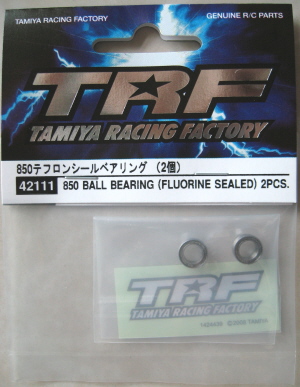 TAMIYA RACING FACTORY
GENUINE R/C PARTS
TRF
TAMIYA RACING FACTORY
850テフロンシールベアリング (2個)
42111 850 BALL BEARING (FLUORINE SEALED) 2PCS.
TRF
TAMIYA RACING FACTORY